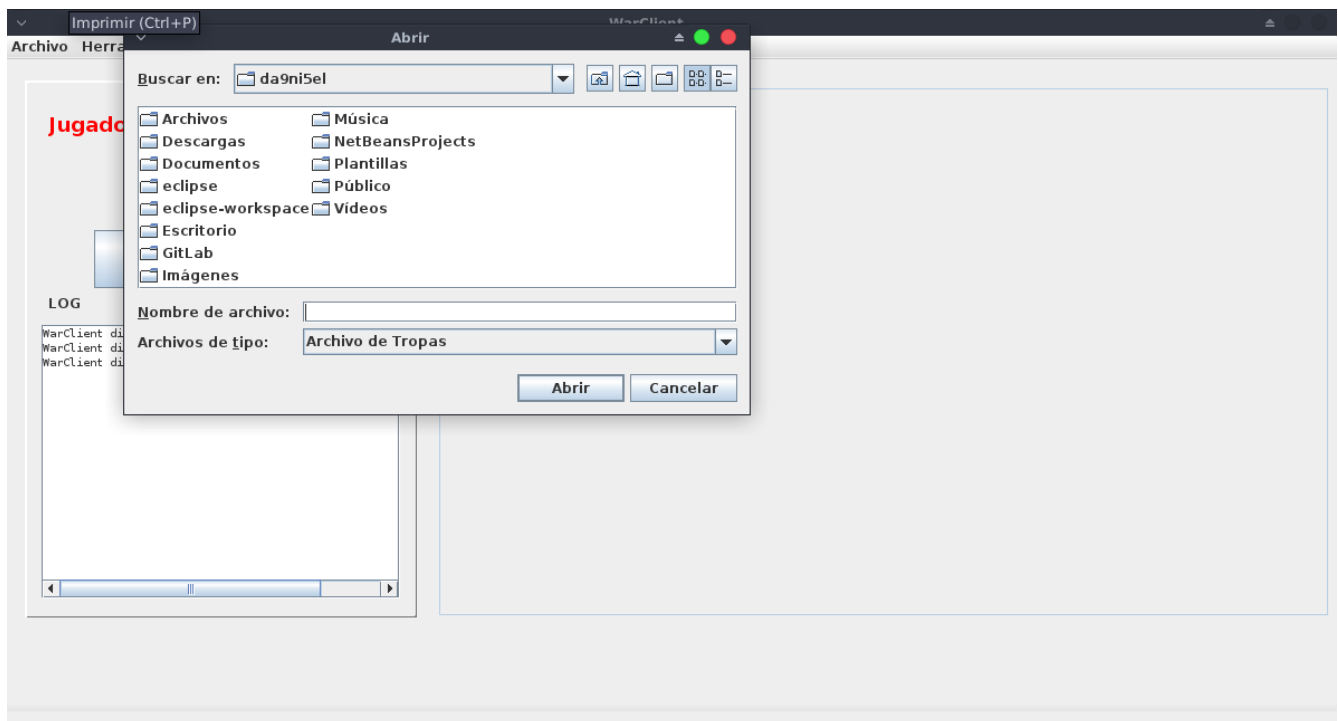 Imprimir (Ctrl+P)
WarClient
Archivo Herra
Abrir
Buscar en: da9ni5el
Archivos Música
Descargas NetBeansProjects
Documentos Plantillas
eclipse Público
eclipse-workspace Vídeos
Escritorio
GitLab
Imágenes
Jugado
LOG
Nombre de archivo:
Archivos de tipo: Archivo de Tropas
Abrir Cancelar
WarClient di
WarClient di
WarClient di